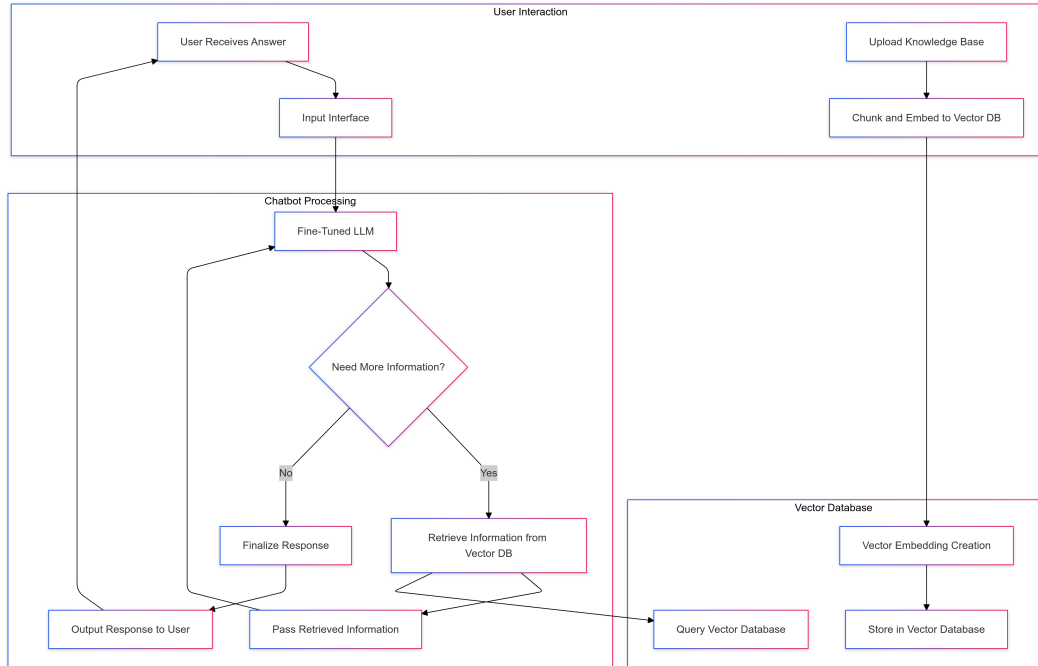 User Interaction
User Receives Answer
Upload Knowledge Base
Input Interface
Chunk and Embed to Vector DB
Chatbot Processing
Fine-Tuned LLM
Need More Information?
No
Yes
Vector Database
Finalize Response
Retrieve Information from
Vector DB
Vector Embedding Creation
Output Response to User
Pass Retrieved Information
Query Vector Database
Store in Vector Database